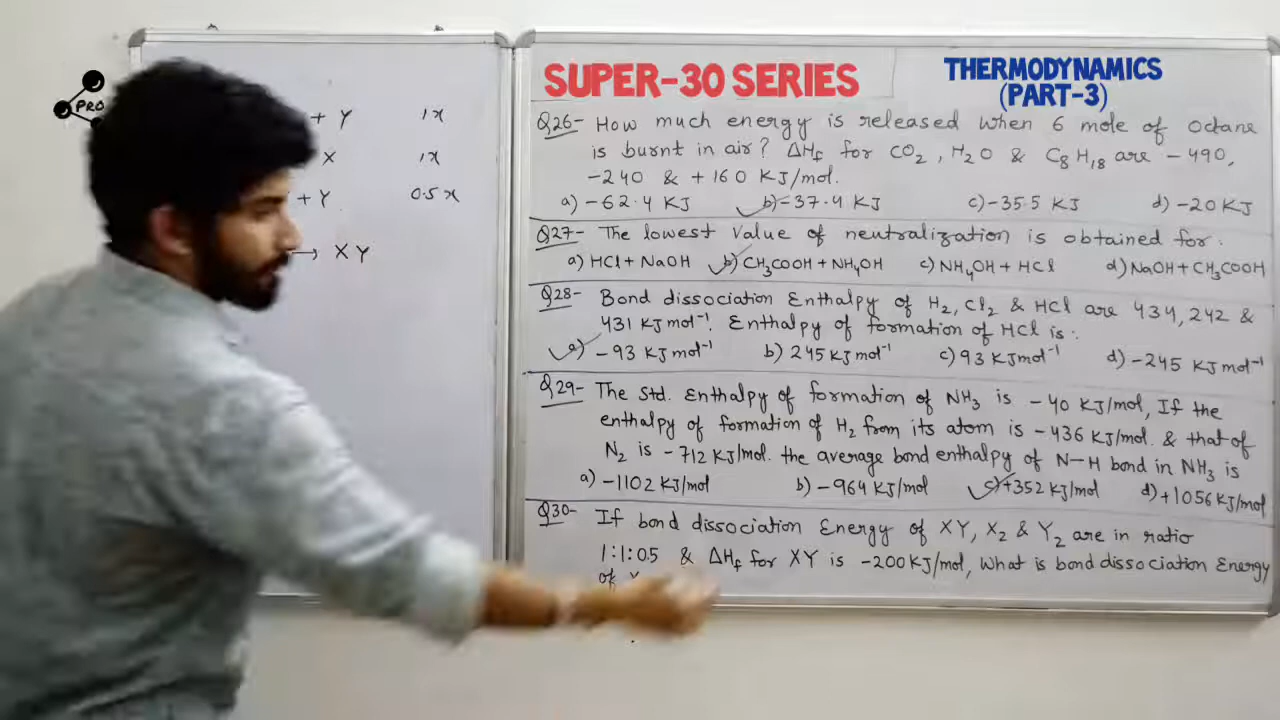 PRO
+ Y 1x
X 1x
+ Y 0.5x
→ XY
SUPER-30 SERIES
THERMODYNAMICS
(PART-3)
Q26- How much energy is released when 6 mole of octane
is burnt in air? ΔHf for CO2, H2O & C8H18 are -490,
-240 & +160 KJ/mol.
a) -62.4 KJ b) -37.4 KJ c) -35.5 KJ d) -20 KJ
Q27- The lowest value of neutralization is obtained for:
a) HCl + NaOH b) CH3COOH + NH4OH c) NH4OH + HCl d) NaOH + CH3COOH
Q28- Bond dissociation Enthalpy of H2, Cl2 & HCl are 434, 242 &
431 KJ mol⁻¹. Enthalpy of formation of HCl is:
a) -93 KJ mol⁻¹ b) 245 KJ mol⁻¹ c) 93 KJ mol⁻¹ d) -245 KJ mol⁻¹
Q29- The Std. Enthalpy of formation of NH3 is -40 KJ/mol, If the
enthalpy of formation of H2 from its atom is -436 KJ/mol. & that of
N2 is -712 KJ/mol. the average bond enthalpy of N-H bond in NH3 is
a) -1102 KJ/mol b) -964 KJ/mol c) +352 KJ/mol d) +1056 KJ/mol
Q30- If bond dissociation Energy of XY, X2 & Y2 are in ratio
1:1:0.5 & ΔHf for XY is -200 KJ/mol, What is bond dissociation Energy
of